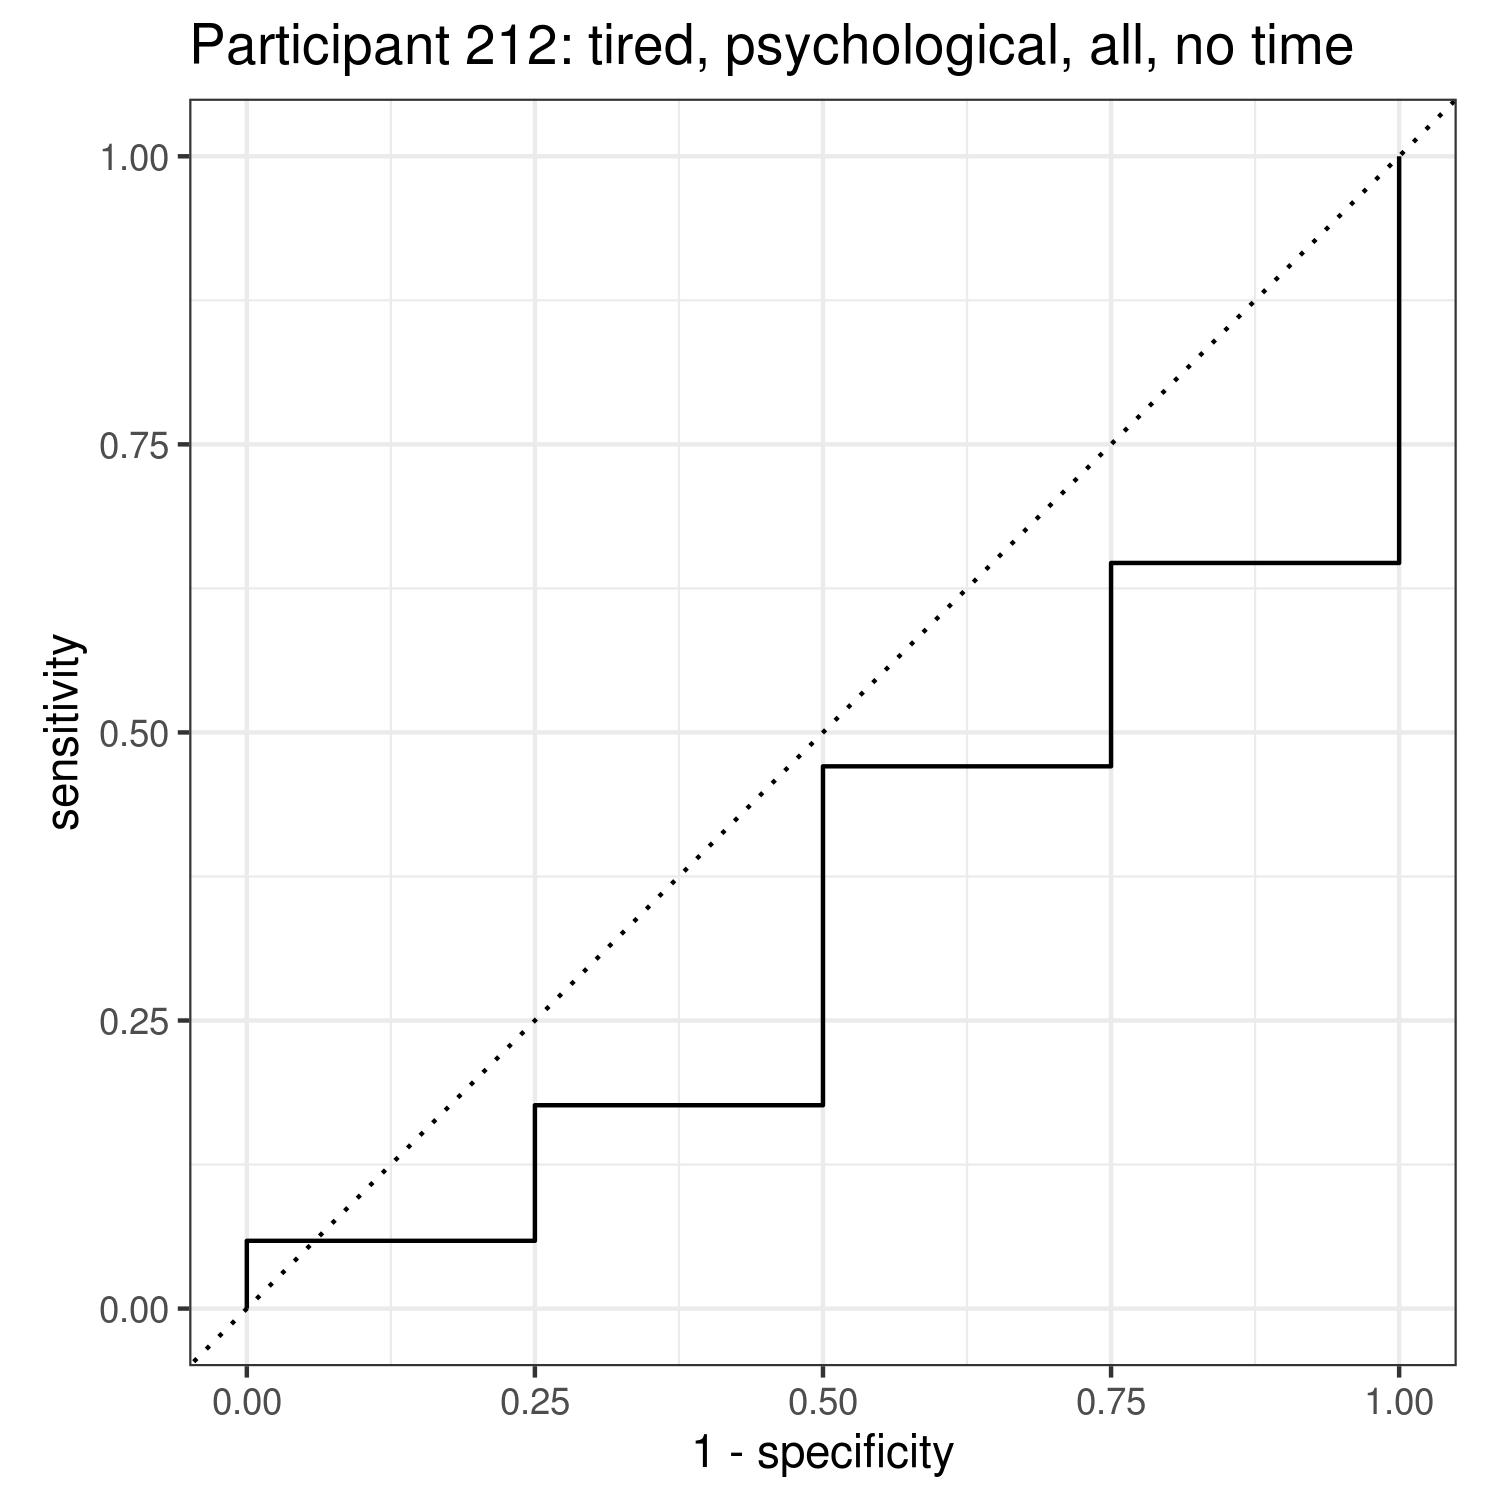 Participant 212: tired, psychological, all, no time
1.00
0.75
0.50
0.25
0.00
sensitivity
0.00 0.25 0.50 0.75 1.00
1 - specificity